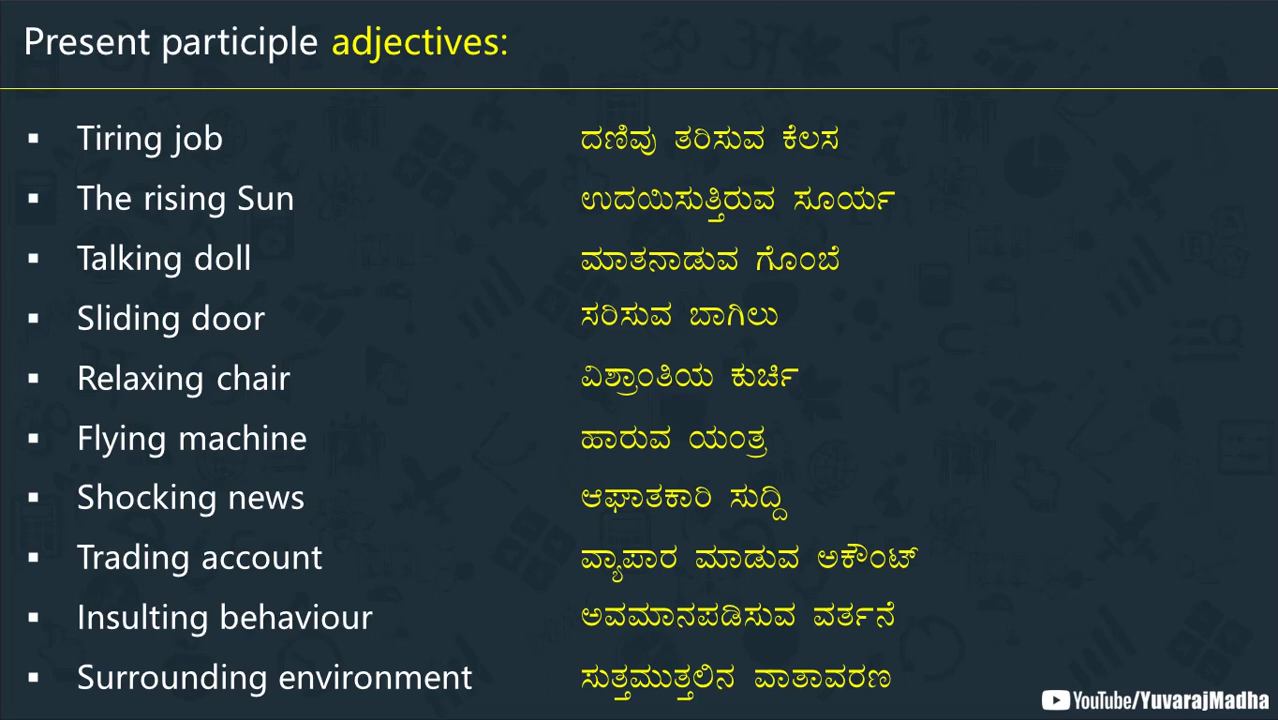 Present participle adjectives:
▪ Tiring job ದಣಿವು ತರಿಸುವ ಕೆಲಸ
▪ The rising Sun ಉದಯಿಸುತ್ತಿರುವ ಸೂರ್ಯ
▪ Talking doll ಮಾತನಾಡುವ ಗೊಂಬೆ
▪ Sliding door ಸರಿಸುವ ಬಾಗಿಲು
▪ Relaxing chair ವಿಶ್ರಾಂತಿಯ ಕುರ್ಚಿ
▪ Flying machine ಹಾರುವ ಯಂತ್ರ
▪ Shocking news ಆಘಾತಕಾರಿ ಸುದ್ದಿ
▪ Trading account ವ್ಯಾಪಾರ ಮಾಡುವ ಅಕೌಂಟ್
▪ Insulting behaviour ಅವಮಾನಪಡಿಸುವ ವರ್ತನೆ
▪ Surrounding environment ಸುತ್ತಮುತ್ತಲಿನ ವಾತಾವರಣ
YouTube/YuvarajMadha